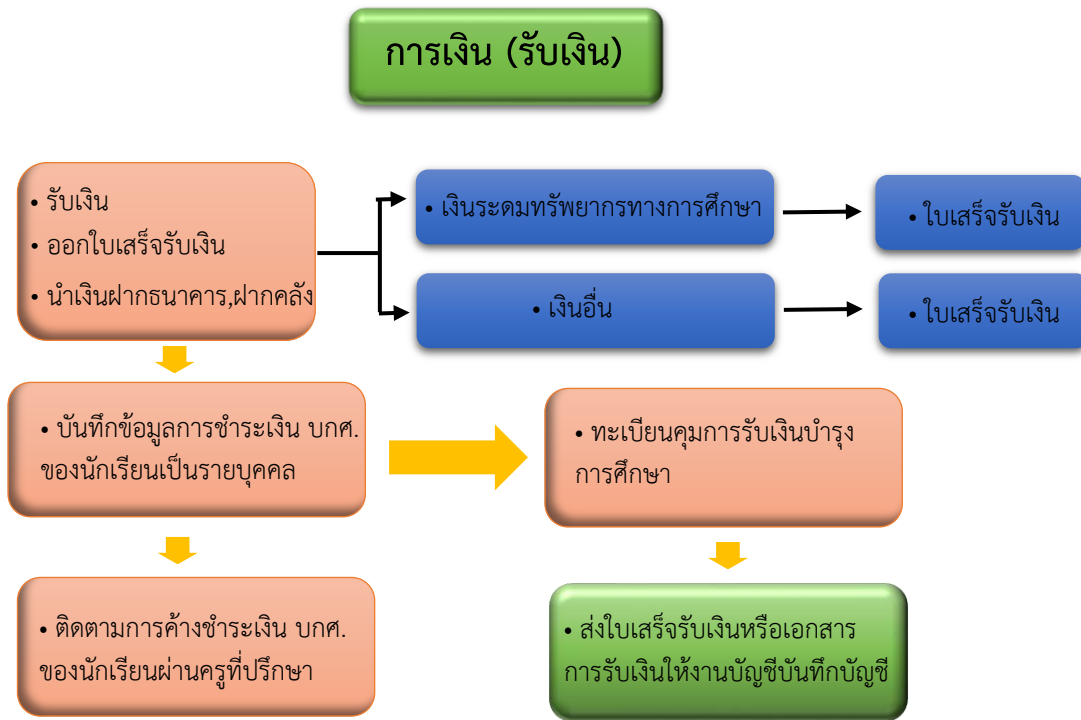 การเงิน (รับเงิน)
• รับเงิน
• ออกใบเสร็จรับเงิน
• นำเงินฝากธนาคาร,ฝากคลัง
• เงินระดมทรัพยากรทางการศึกษา
• ใบเสร็จรับเงิน
• เงินอื่น
• ใบเสร็จรับเงิน
• บันทึกข้อมูลการชำระเงิน บกศ.
ของนักเรียนเป็นรายบุคคล
• ทะเบียนคุมการรับเงินบำรุง
การศึกษา
• ติดตามการค้างชำระเงิน บกศ.
ของนักเรียนผ่านครูที่ปรึกษา
• ส่งใบเสร็จรับเงินหรือเอกสาร
การรับเงินให้งานบัญชีบันทึกบัญชี